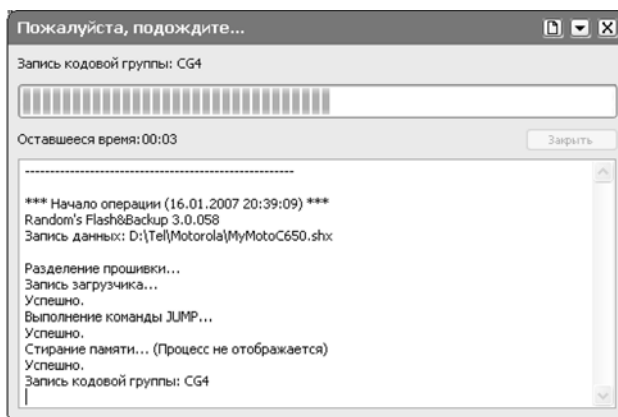 Пожалуйста, подождите...
Запись кодовой группы: CG4
Оставшееся время: 00:03
Закрыть
------------------------------------------------------
*** Начало операции (16.01.2007 20:39:09) ***
Random's Flash&Backup 3.0.058
Запись данных: D:\Tel\Motorola\MyMotoC650.shx
Разделение прошивки...
Запись загрузчика...
Успешно.
Выполнение команды JUMP...
Успешно.
Стирание памяти... (Процесс не отображается)
Успешно.
Запись кодовой группы: CG4